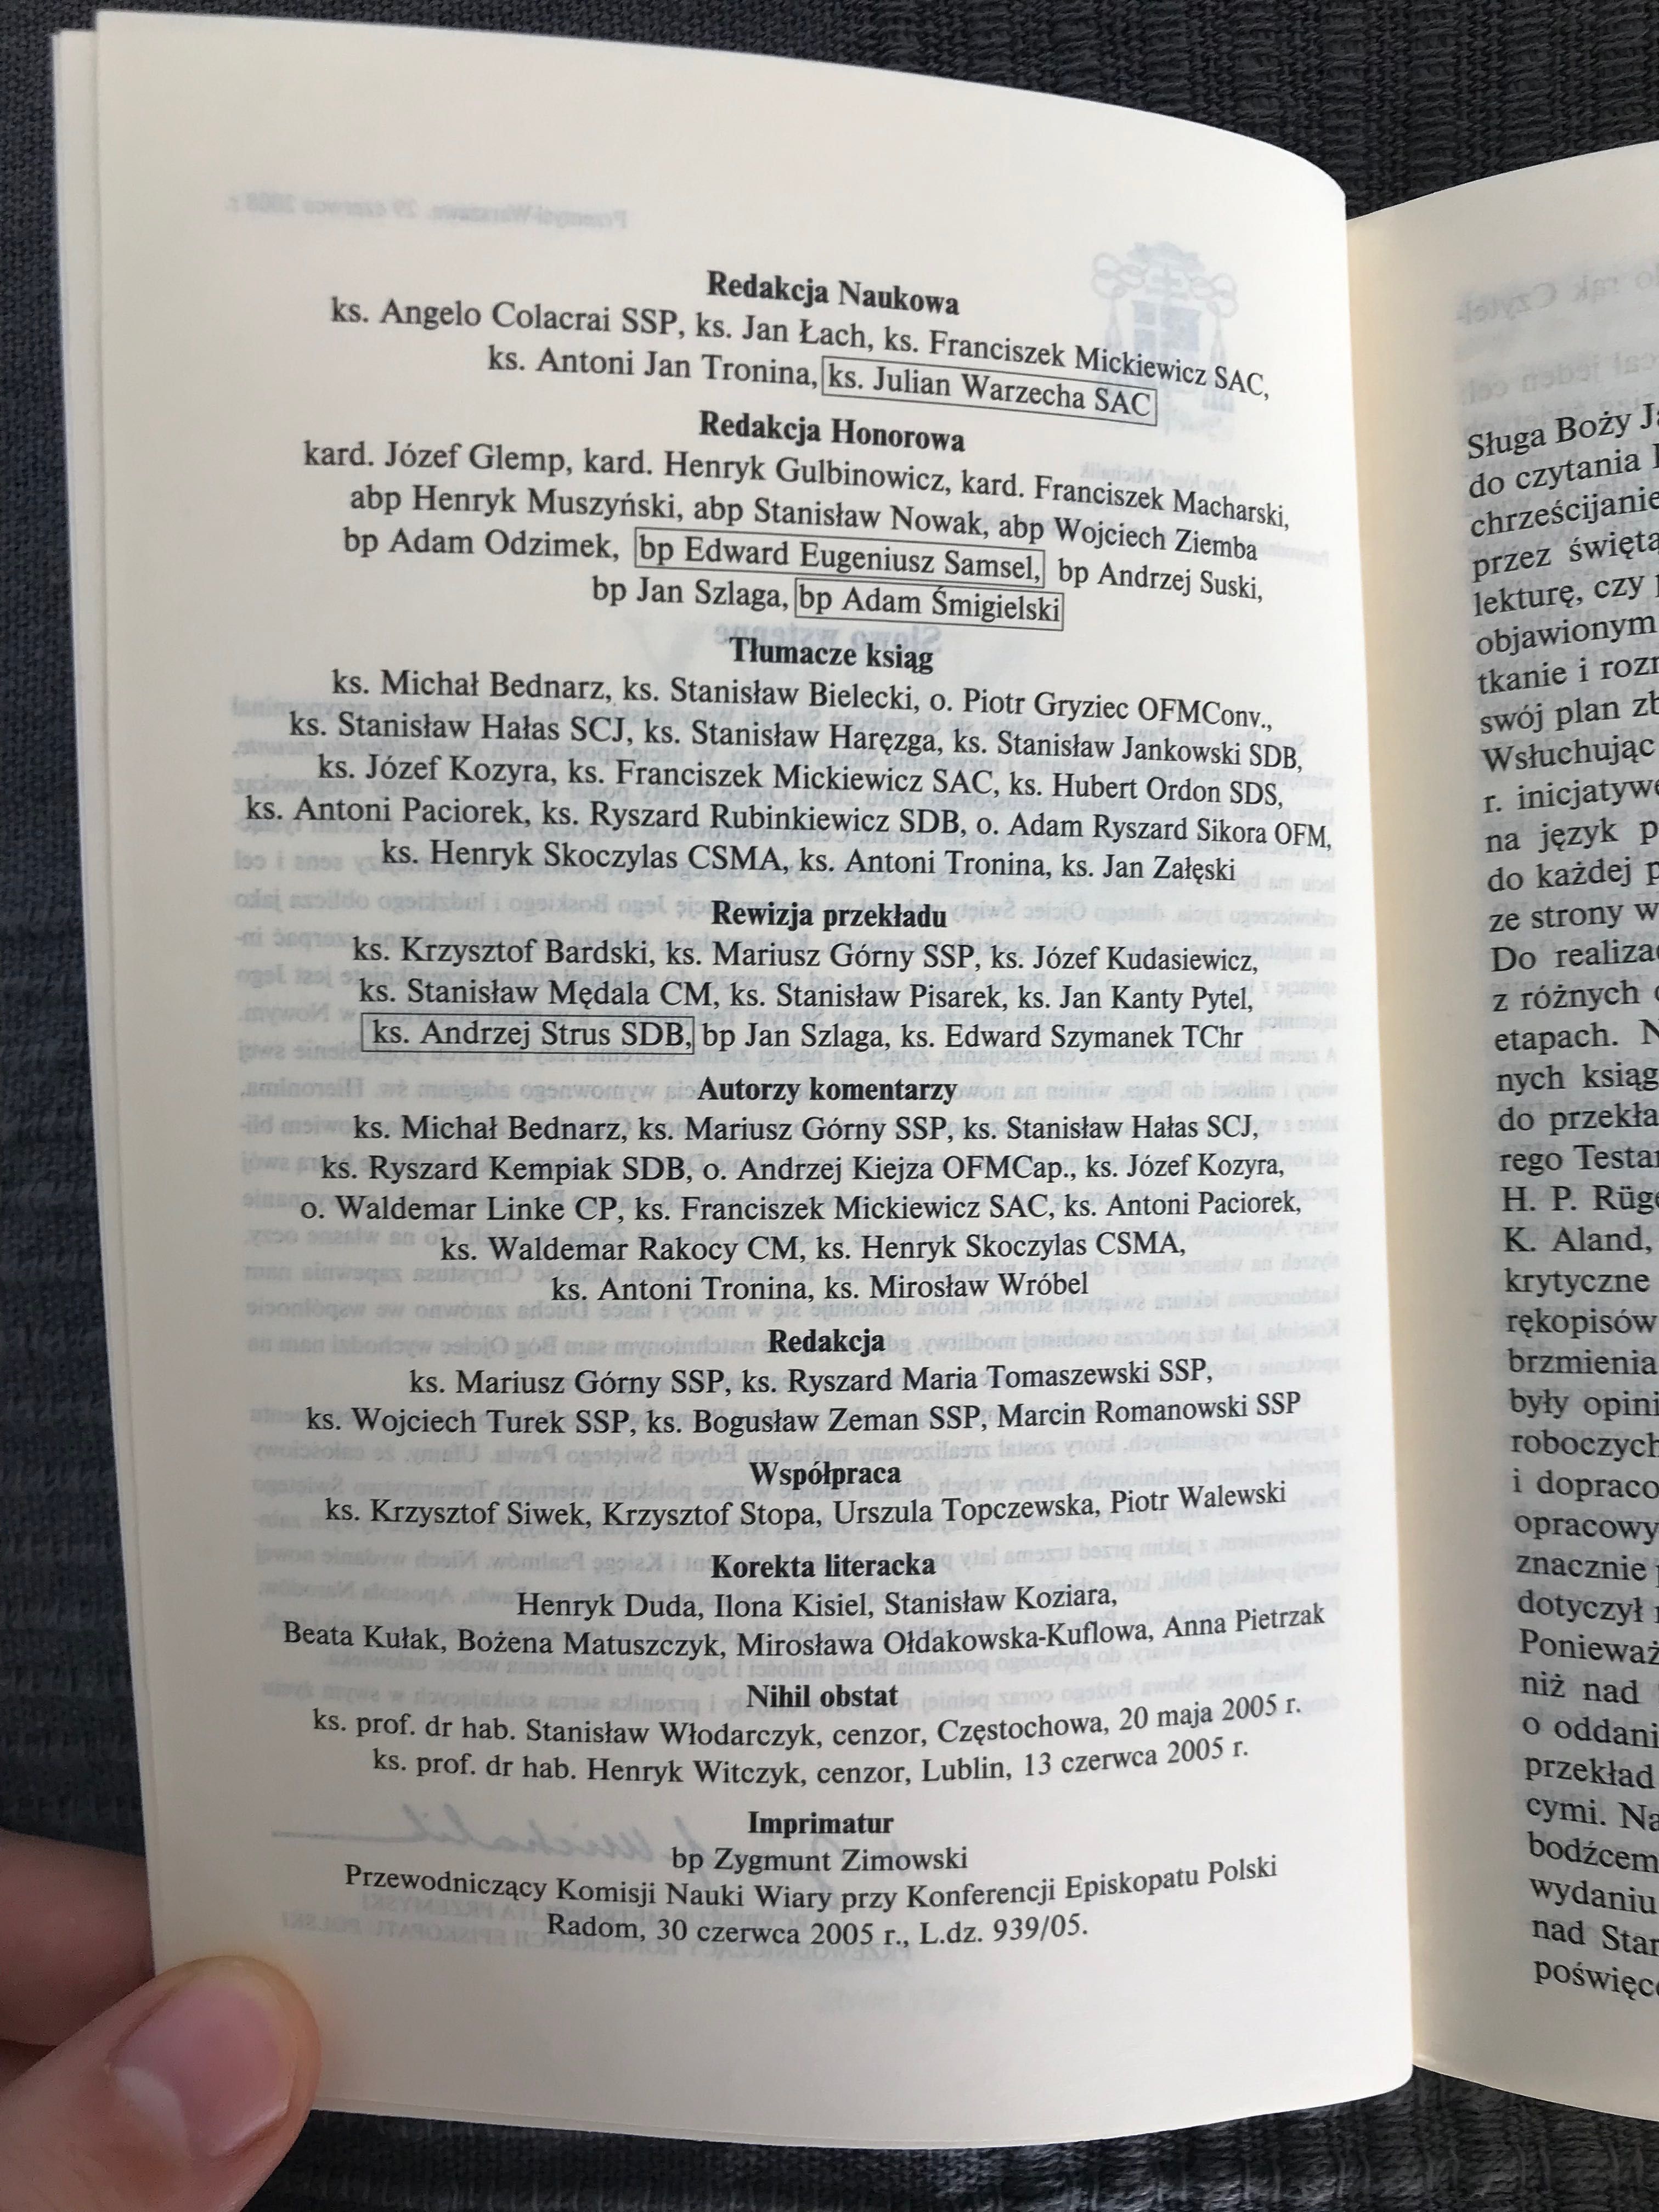 Redakcja Naukowa
ks. Angelo Colacrai SSP, ks. Jan Łach, ks. Franciszek Mickiewicz SAC,
ks. Antoni Jan Tronina, ks. Julian Warzecha SAC
Redakcja Honorowa
kard. Józef Glemp, kard. Henryk Gulbinowicz, kard. Franciszek Macharski,
abp Henryk Muszyński, abp Stanisław Nowak, abp Wojciech Ziemba
bp Adam Odzimek, bp Edward Eugeniusz Samsel, bp Andrzej Suski,
bp Jan Szlaga, bp Adam Śmigielski
Tłumacze ksiąg
ks. Michał Bednarz, ks. Stanisław Bielecki, o. Piotr Gryziec OFMConv.,
ks. Stanisław Hałas SCJ, ks. Stanisław Haręzga, ks. Stanisław Jankowski SDB,
ks. Józef Kozyra, ks. Franciszek Mickiewicz SAC, ks. Hubert Ordon SDS,
ks. Antoni Paciorek, ks. Ryszard Rubinkiewicz SDB, o. Adam Ryszard Sikora OFM,
ks. Henryk Skoczylas CSMA, ks. Antoni Tronina, ks. Jan Załęski
Rewizja przekładu
ks. Krzysztof Bardski, ks. Mariusz Górny SSP, ks. Józef Kudasiewicz,
ks. Stanisław Mędala CM, ks. Stanisław Pisarek, ks. Jan Kanty Pytel,
ks. Andrzej Strus SDB, bp Jan Szlaga, ks. Edward Szymanek TChr
Autorzy komentarzy
ks. Michał Bednarz, ks. Mariusz Górny SSP, ks. Stanisław Hałas SCJ,
ks. Ryszard Kempiak SDB, o. Andrzej Kiejza OFMCap., ks. Józef Kozyra,
o. Waldemar Linke CP, ks. Franciszek Mickiewicz SAC, ks. Antoni Paciorek,
ks. Waldemar Rakocy CM, ks. Henryk Skoczylas CSMA,
ks. Antoni Tronina, ks. Mirosław Wróbel
Redakcja
ks. Mariusz Górny SSP, ks. Ryszard Maria Tomaszewski SSP,
ks. Wojciech Turek SSP, ks. Bogusław Zeman SSP, Marcin Romanowski SSP
Współpraca
ks. Krzysztof Siwek, Krzysztof Stopa, Urszula Topczewska, Piotr Walewski
Korekta literacka
Henryk Duda, Ilona Kisiel, Stanisław Koziara,
Beata Kułak, Bożena Matuszczyk, Mirosława Ołdakowska-Kuflowa, Anna Pietrzak
Nihil obstat
ks. prof. dr hab. Stanisław Włodarczyk, cenzor, Częstochowa, 20 maja 2005 r.
ks. prof. dr hab. Henryk Witczyk, cenzor, Lublin, 13 czerwca 2005 r.
Imprimatur
bp Zygmunt Zimowski
Przewodniczący Komisji Nauki Wiary przy Konferencji Episkopatu Polski
Radom, 30 czerwca 2005 r., L.dz. 939/05.
Sługa Boży
do czytania
chrześcijanie
przez święta
lekturę, czy
objawionym
tkanie i
swój plan
Wsłuchując
r. inicjatyw
na język
do każdej
ze strony
Do
z różnych
etapach.
nych ksiąg
do
rego
H. P.
K. Aland,
krytyczne
rękopisów
brzmienia
były
roboczych
i
znacznie
dotyczył
niż nad
o
przekład
cymi.
bodźcem
wydaniu
nad